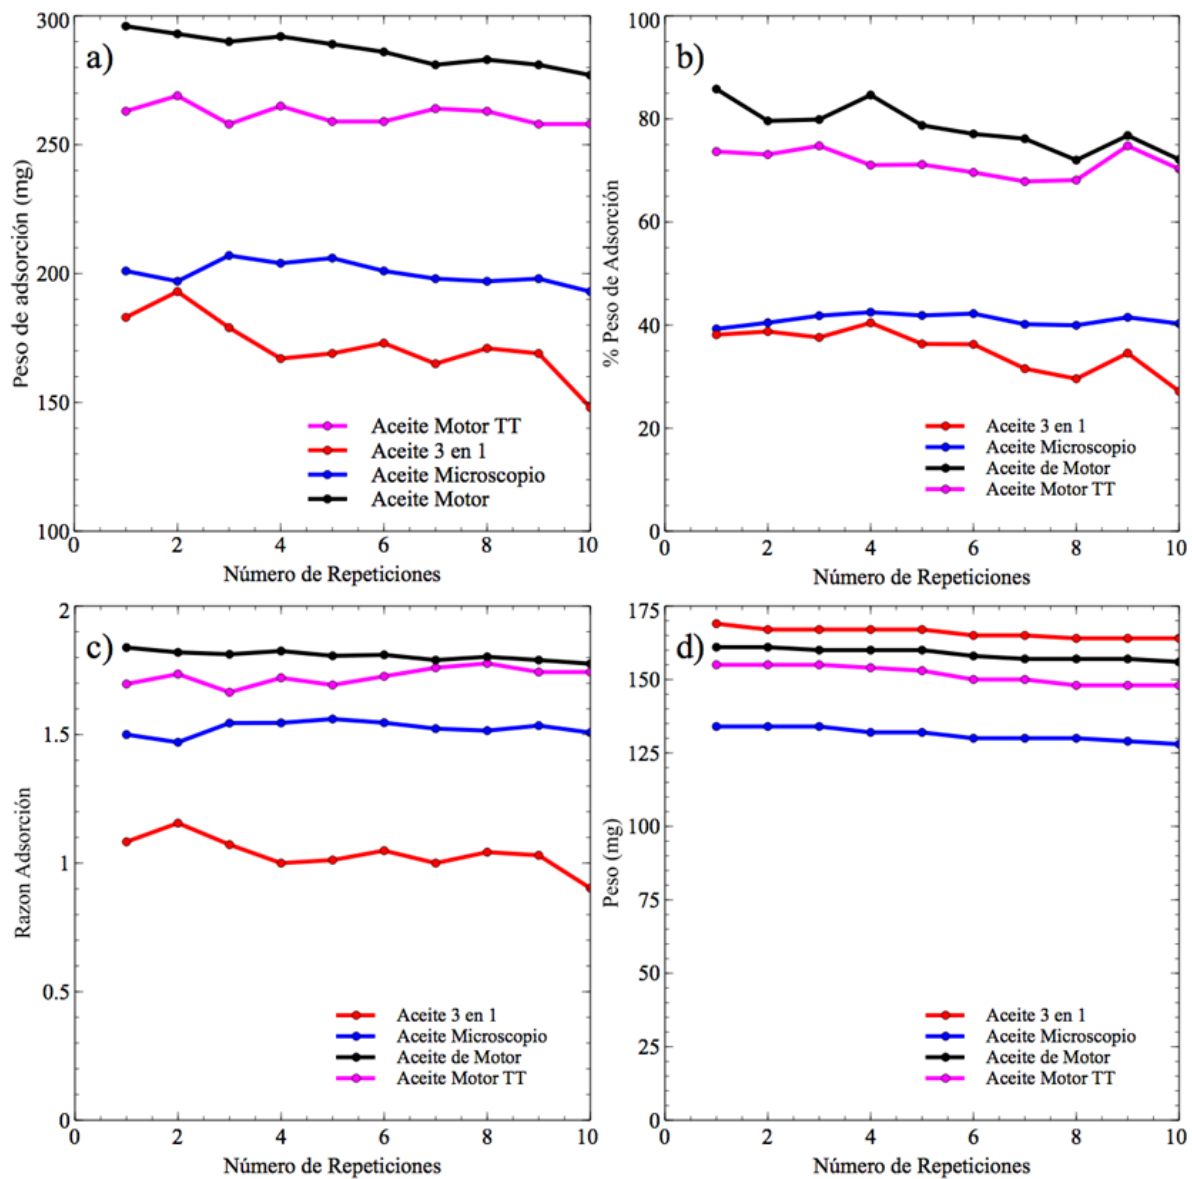 a)
Peso de adsorción (mg)
300
250
200
150
100
0
2
4
6
8
10
Número de Repeticiones
Aceite Motor TT
Aceite 3 en 1
Aceite Microscopio
Aceite Motor
b)
% Peso de Adsorción
100
80
60
40
20
0
0
2
4
6
8
10
Número de Repeticiones
Aceite 3 en 1
Aceite Microscopio
Aceite de Motor
Aceite Motor TT
c)
Razon Adsorción
2
1.5
1
0.5
0
0
2
4
6
8
10
Número de Repeticiones
Aceite 3 en 1
Aceite Microscopio
Aceite de Motor
Aceite Motor TT
d)
Peso (mg)
175
150
125
100
75
50
25
0
0
2
4
6
8
10
Número de Repeticiones
Aceite 3 en 1
Aceite Microscopio
Aceite de Motor
Aceite Motor TT